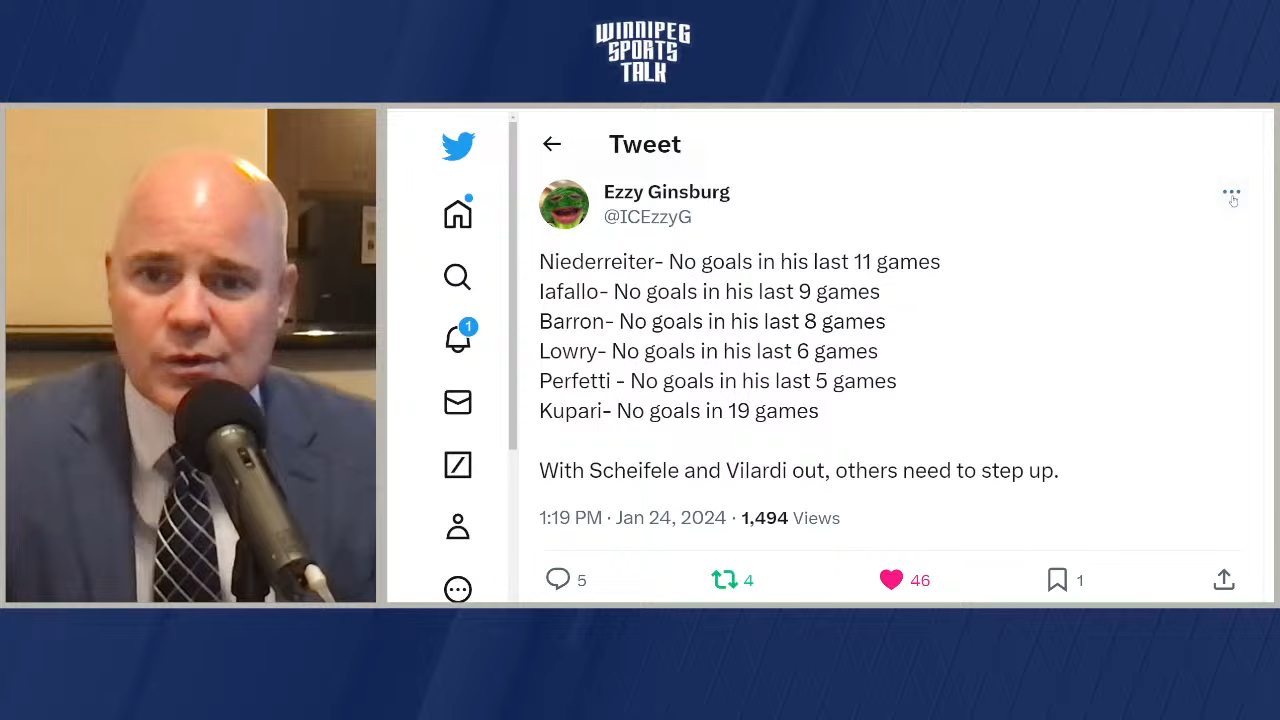 WINNIPEG
SPORTS
TALK
Tweet
Ezzy Ginsburg
@ICEzzyG
Niederreiter- No goals in his last 11 games
Iafallo- No goals in his last 9 games
Barron- No goals in his last 8 games
Lowry- No goals in his last 6 games
Perfetti - No goals in his last 5 games
Kupari- No goals in 19 games
With Scheifele and Vilardi out, others need to step up.
1:19 PM · Jan 24, 2024 · 1,494 Views
1
5
4
46
1